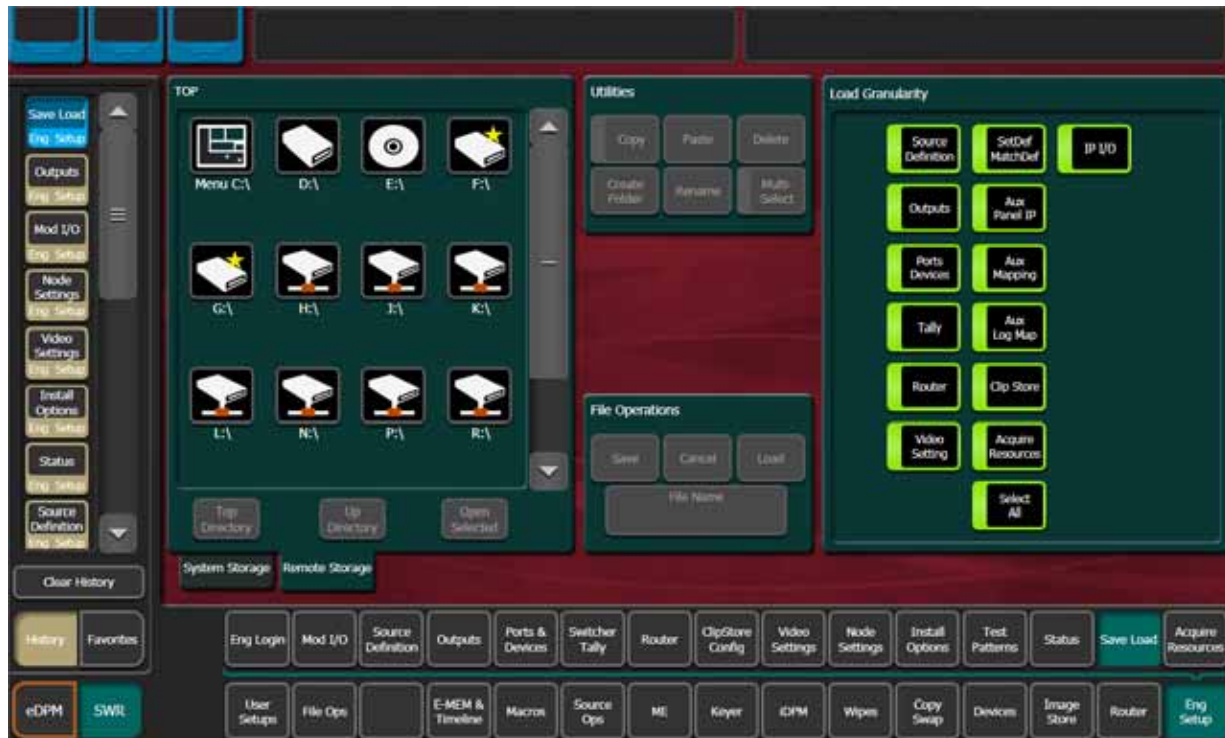 TOP
Menu C:\
D:\
E:\
F:\
G:\
H:\
J:\
K:\
L:\
N:\
P:\
R:\
Top
Directory
Up
Directory
Open
Selected
System Storage
Remote Storage
Utilities
Copy
Paste
Delete
Create
Folder
Rename
Multi
Select
File Operations
Save
Cancel
Load
File Name
Load Granularity
Source
Definition
SetDef
MatchDef
IP I/O
Outputs
Aux
Panel IP
Ports
Devices
Aux
Mapping
Tally
Aux
Log Map
Router
Clip Store
Video
Setting
Acquire
Resources
Select
All
Save Load
Eng Setup
Outputs
Eng Setup
Mod I/O
Eng Setup
Node
Settings
Eng Setup
Video
Settings
Eng Setup
Install
Options
Eng Setup
Status
Eng Setup
Source
Definition
Eng Setup
Clear History
History
Favorites
Eng Login
Mod I/O
Source
Definition
Outputs
Ports &
Devices
Switcher
Tally
Router
ClipStore
Config
Video
Settings
Node
Settings
Install
Options
Test
Patterns
Status
Save Load
Acquire
Resources
eDPM
SWR
User
Setups
File Ops
E-MEM &
Timeline
Macros
Source
Ops
ME
Keyer
iDPM
Wipes
Copy
Swap
Devices
Image
Store
Router
Eng
Setup